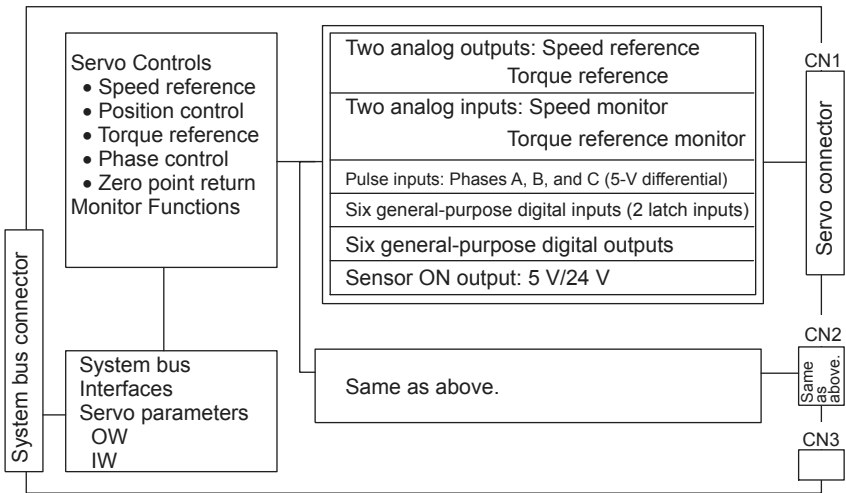 Servo Controls
• Speed reference
• Position control
• Torque reference
• Phase control
• Zero point return
Monitor Functions
Two analog outputs: Speed reference
Torque reference
Two analog inputs: Speed monitor
Torque reference monitor
Pulse inputs: Phases A, B, and C (5-V differential)
Six general-purpose digital inputs (2 latch inputs)
Six general-purpose digital outputs
Sensor ON output: 5 V/24 V
CN1
Servo connector
System bus connector
System bus
Interfaces
Servo parameters
OW
IW
Same as above.
CN2
Same
as
above.
CN3